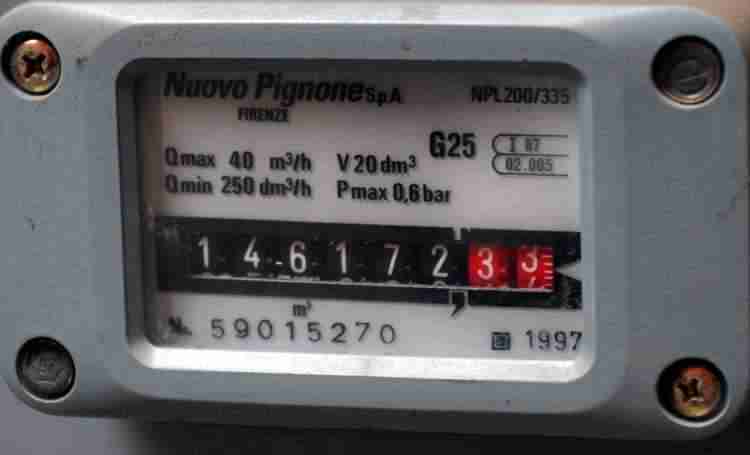 Nuovo Pignone S.p.A NPL200/335
FIRENZE
G25
I 87
02.005
Qmax 40 m³/h V 20 dm³
Qmin 250 dm³/h Pmax 0,6 bar
1 4 6 1 7 2 3 3
m³
No. 59015270 1997